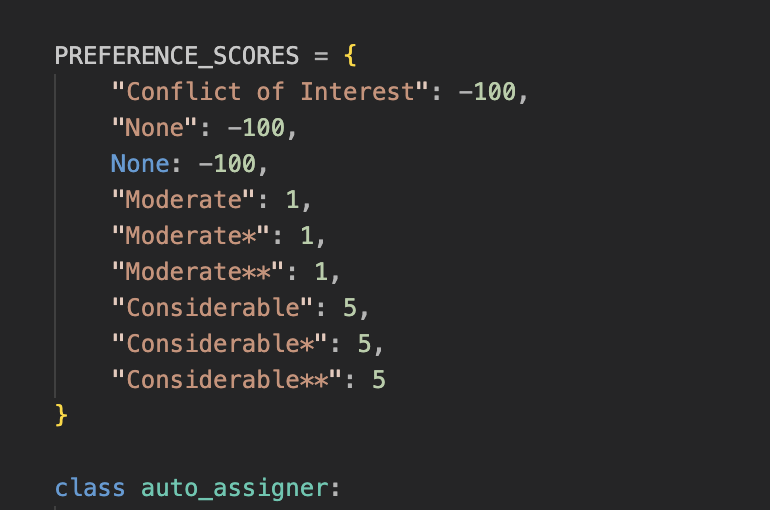 PREFERENCE_SCORES = {
    "Conflict of Interest": -100,
    "None": -100,
    None: -100,
    "Moderate": 1,
    "Moderate*": 1,
    "Moderate**": 1,
    "Considerable": 5,
    "Considerable*": 5,
    "Considerable**": 5
}
class auto_assigner: